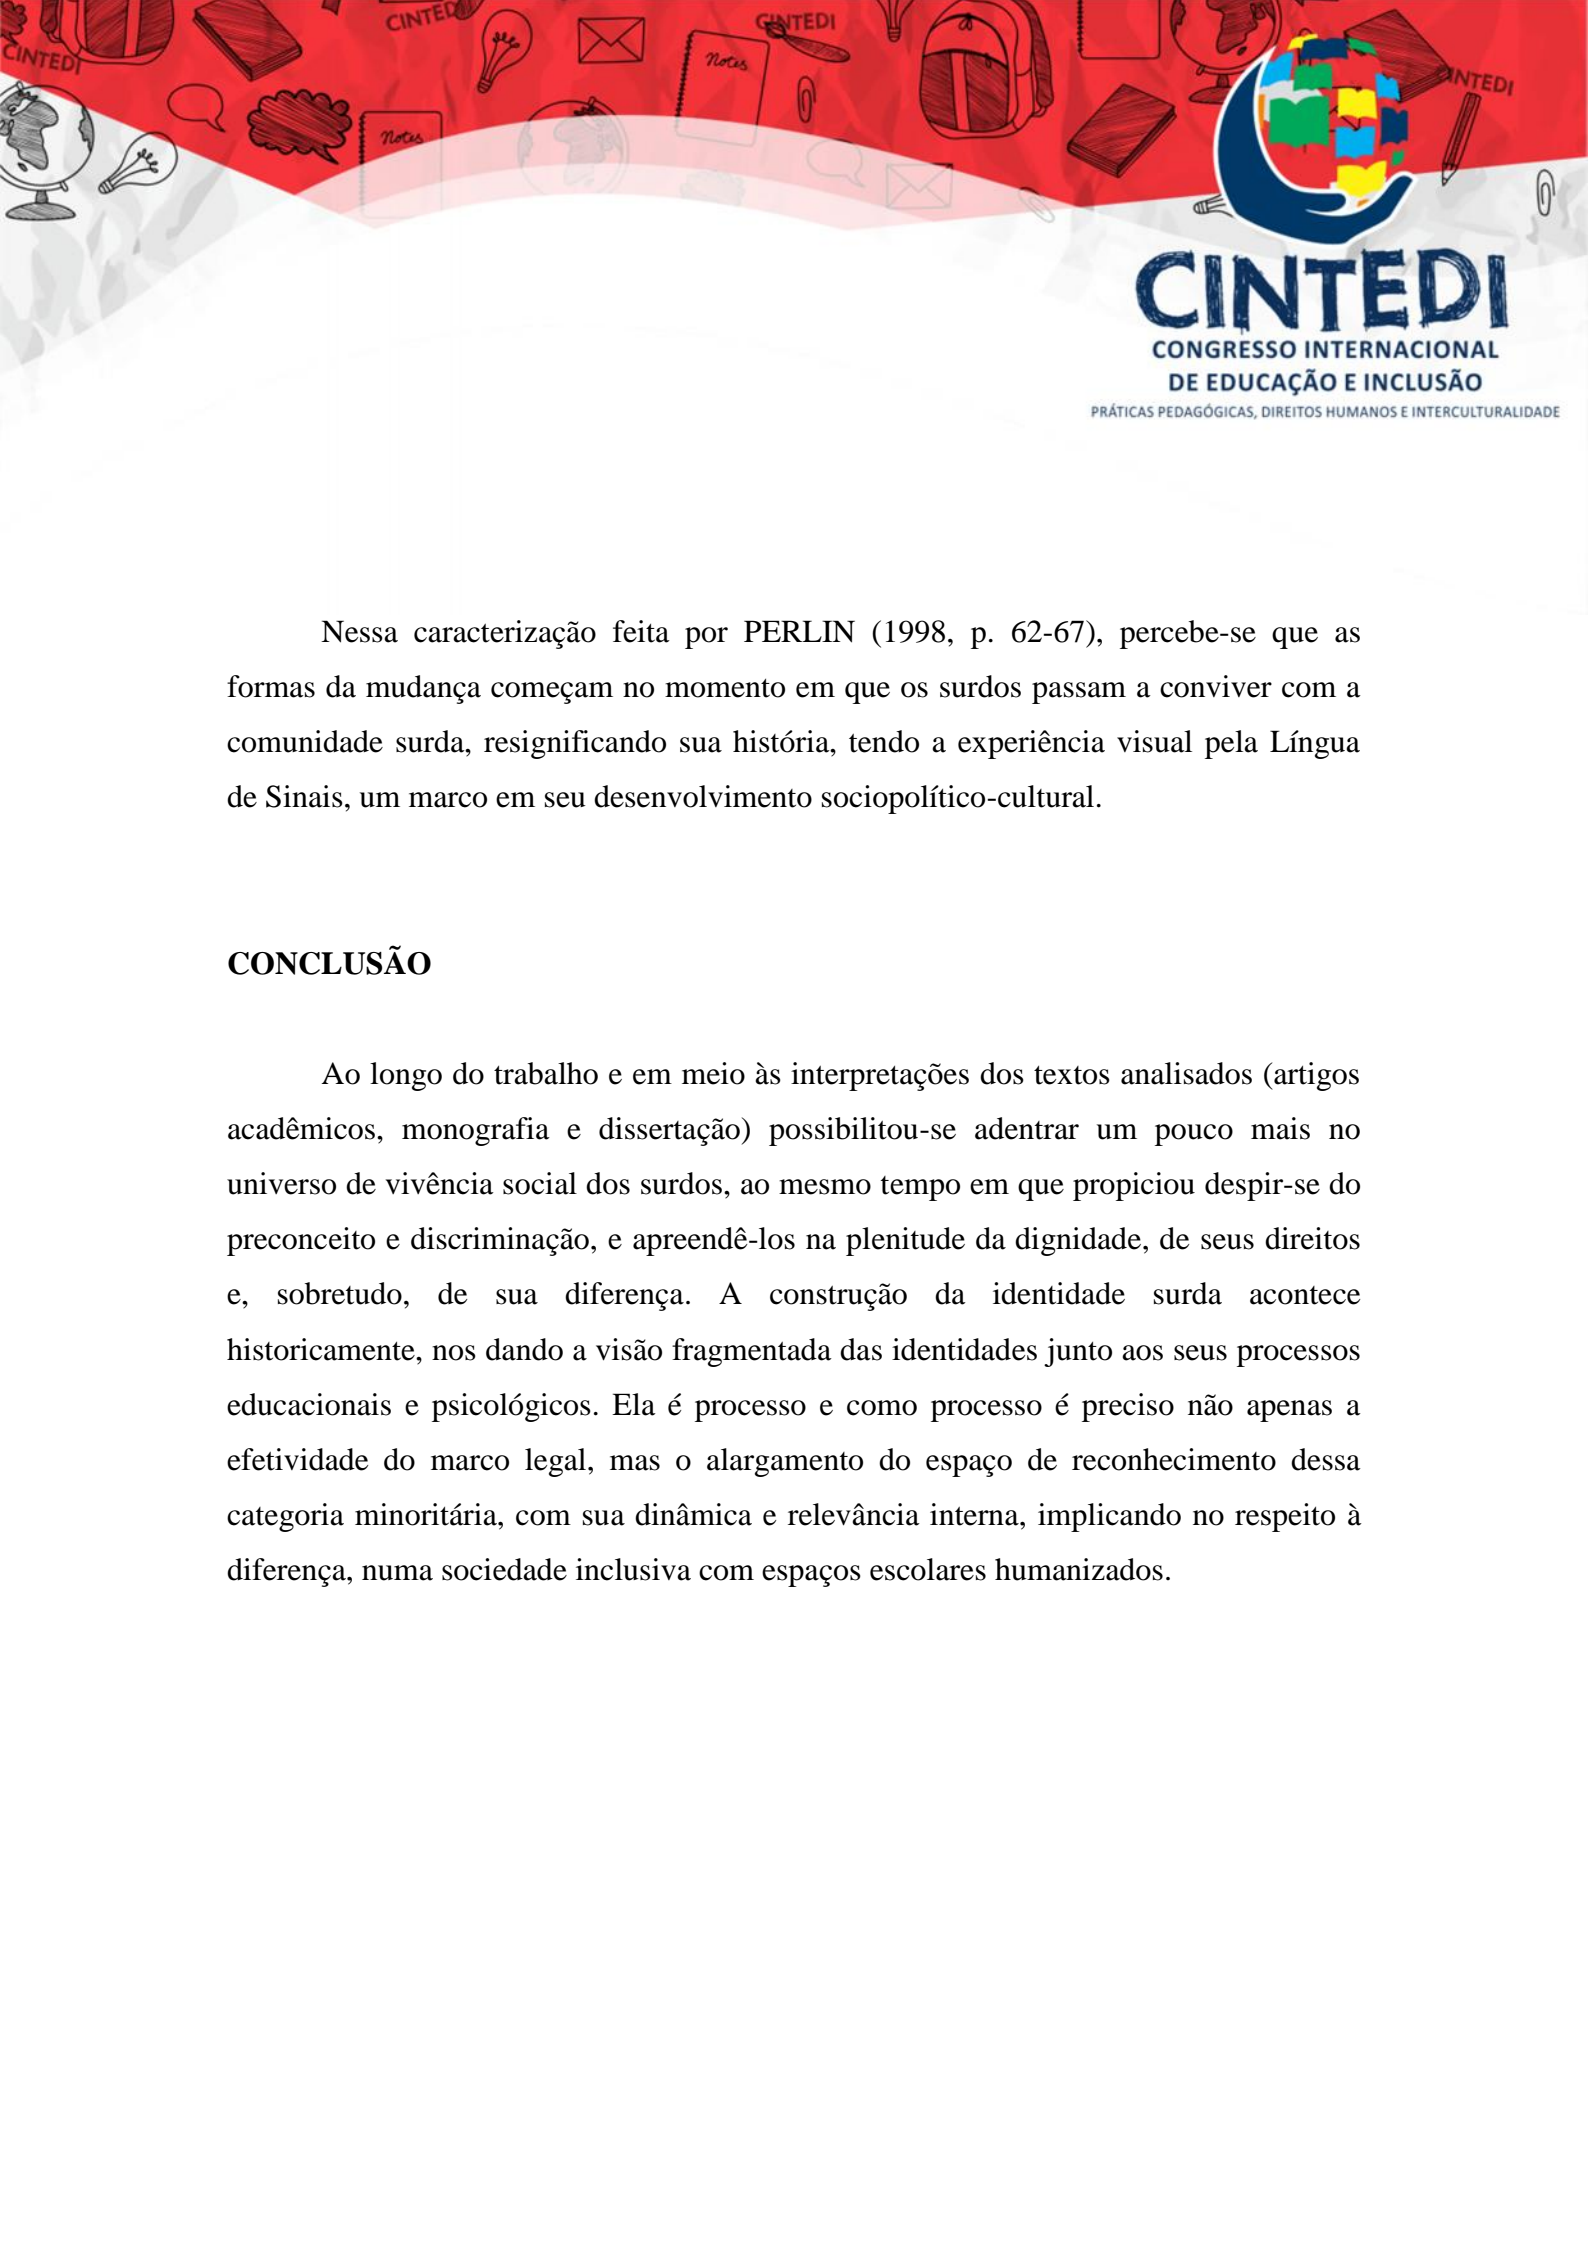 CINTEDI
CINTEDI
CINTEDI
CINTEDI
Notes
Notes
CINTEDI
CONGRESSO INTERNACIONAL
DE EDUCAÇÃO E INCLUSÃO
PRÁTICAS PEDAGÓGICAS, DIREITOS HUMANOS E INTERCULTURALIDADE
Nessa caracterização feita por PERLIN (1998, p. 62-67), percebe-se que as
formas da mudança começam no momento em que os surdos passam a conviver com a
comunidade surda, resignificando sua história, tendo a experiência visual pela Língua
de Sinais, um marco em seu desenvolvimento sociopolítico-cultural.
CONCLUSÃO
Ao longo do trabalho e em meio às interpretações dos textos analisados (artigos
acadêmicos, monografia e dissertação) possibilitou-se adentrar um pouco mais no
universo de vivência social dos surdos, ao mesmo tempo em que propiciou despir-se do
preconceito e discriminação, e apreendê-los na plenitude da dignidade, de seus direitos
e, sobretudo, de sua diferença. A construção da identidade surda acontece
historicamente, nos dando a visão fragmentada das identidades junto aos seus processos
educacionais e psicológicos. Ela é processo e como processo é preciso não apenas a
efetividade do marco legal, mas o alargamento do espaço de reconhecimento dessa
categoria minoritária, com sua dinâmica e relevância interna, implicando no respeito à
diferença, numa sociedade inclusiva com espaços escolares humanizados.